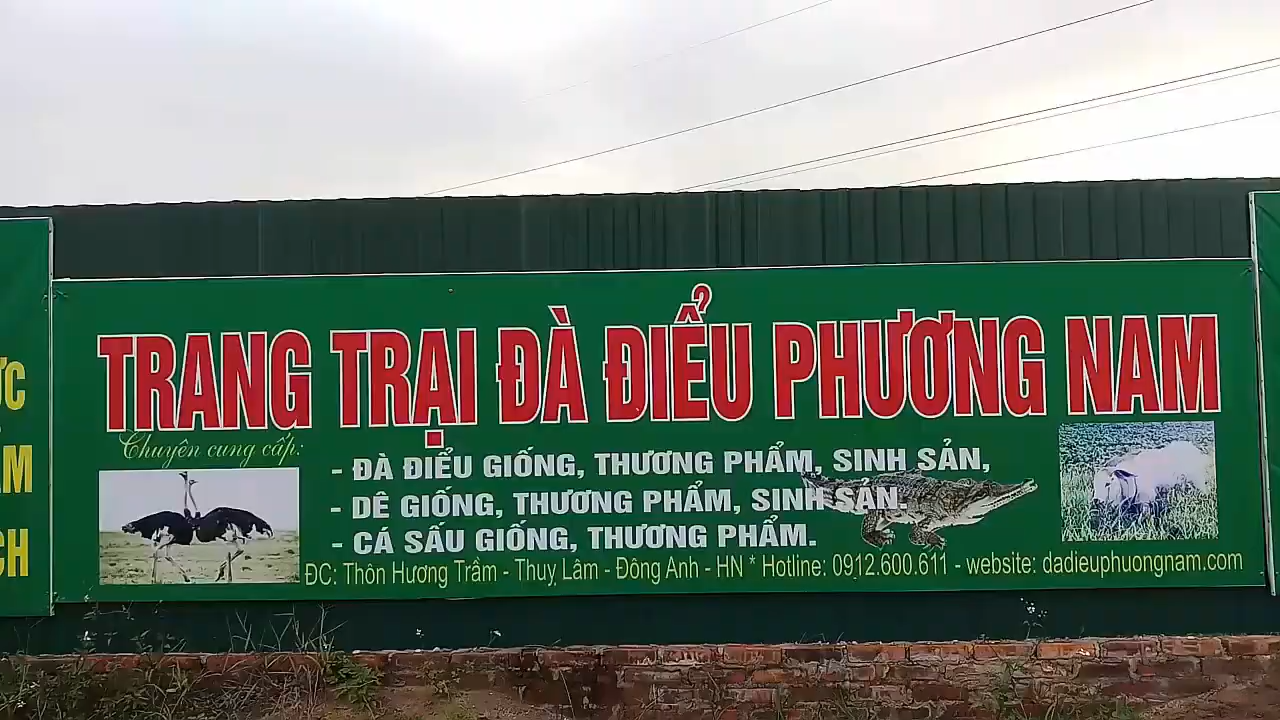 TRANG TRẠI ĐÀ ĐIỂU PHƯƠNG NAM
Chuyên cung cấp:
- ĐÀ ĐIỂU GIỐNG, THƯƠNG PHẨM, SINH SẢN,
- DÊ GIỐNG, THƯƠNG PHẨM, SINH SẢN.
- CÁ SẤU GIỐNG, THƯƠNG PHẨM.
ĐC: Thôn Hương Trầm - Thuỵ Lâm - Đông Anh - HN * Hotline: 0912.600.611 - website: dadieuphuongnam.com